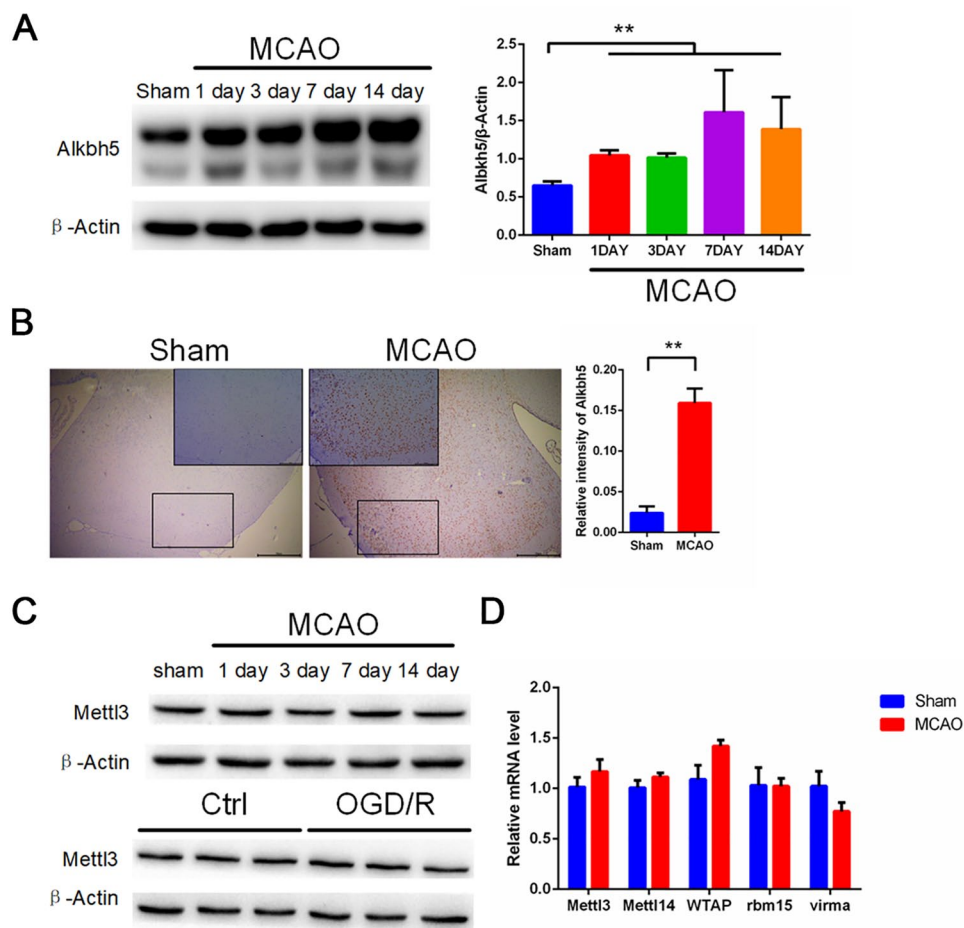 A
MCAO
Sham 1 day 3 day 7 day 14 day
Alkbh5
β-Actin
**
Albkh5/β-Actin
2.5
2.0
1.5
1.0
0.5
0.0
Sham 1DAY 3DAY 7DAY 14DAY
MCAO
B
Sham MCAO
**
Relative intensity of Alkbh5
0.20
0.15
0.10
0.05
0.00
Sham MCAO
C
MCAO
sham 1 day 3 day 7 day 14 day
Mettl3
β-Actin
Ctrl OGD/R
Mettl3
β-Actin
D
Relative mRNA level
2.0
1.5
1.0
0.5
0.0
Mettl3 Mettl14 WTAP rbm15 virma
Sham
MCAO